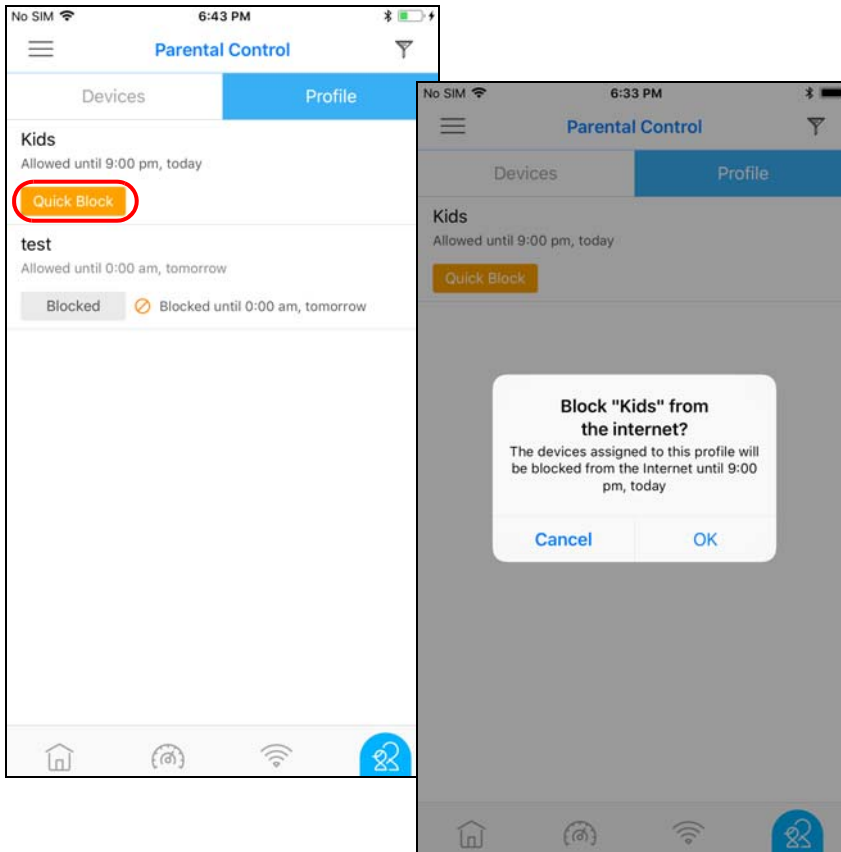 No SIM 6:43 PM
Parental Control
Devices Profile
Kids
Allowed until 9:00 pm, today
Quick Block
test
Allowed until 0:00 am, tomorrow
Blocked Blocked until 0:00 am, tomorrow
No SIM 6:33 PM
Parental Control
Devices Profile
Kids
Allowed until 9:00 pm, today
Quick Block
Block "Kids" from
the internet?
The devices assigned to this profile will
be blocked from the Internet until 9:00
pm, today
Cancel OK